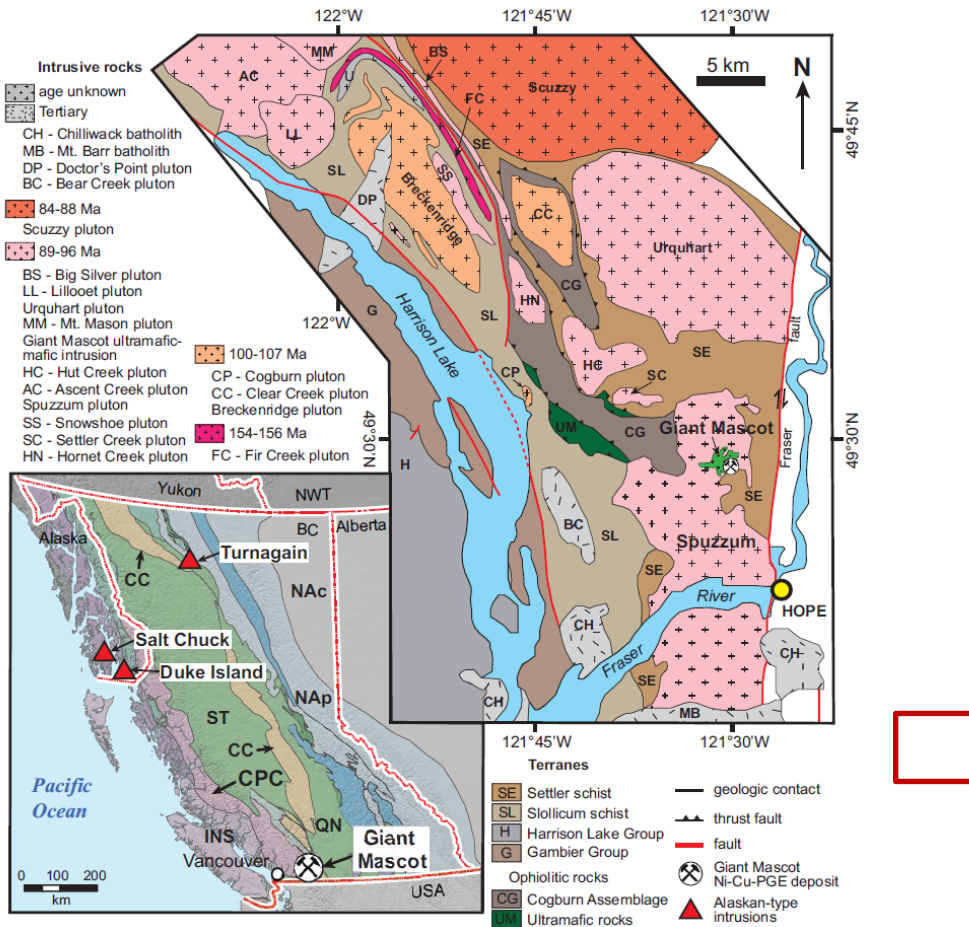 122°W
121°45'W
121°30'W
Intrusive rocks
age unknown
Tertiary
CH - Chilliwack batholith
MB - Mt. Barr batholith
DP - Doctor's Point pluton
BC - Bear Creek pluton
84-88 Ma
Scuzzy pluton
89-96 Ma
BS - Big Silver pluton
LL - Lillooet pluton
Urquhart pluton
MM - Mt. Mason pluton
Giant Mascot ultramafic-
mafic intrusion
HC - Hut Creek pluton
AC - Ascent Creek pluton
Spuzzum pluton
SS - Snowshoe pluton
SC - Settler Creek pluton
HN - Hornet Creek pluton
100-107 Ma
CP - Cogburn pluton
CC - Clear Creek pluton
Breckenridge pluton
154-156 Ma
FC - Fir Creek pluton
MM
BS
AC
U
Scuzzy
5 km
N
FC
LL
SE
49°45'N
SL
SS
Breckenridge
CC
DP
Urquhart
122°W
G
Harrison Lake
HN
CG
SL
fault
HC
SE
CP
SC
UM
CG
Giant Mascot
49°30'N
49°30'N
H
Fraser
SE
BC
SL
Spuzzum
River
HOPE
CH
Fraser
SE
CH
CH
MB
121°45'W
121°30'W
Yukon
NWT
BC
Alberta
Alaska
Turnagain
CC
NAc
Salt Chuck
Duke Island
NAp
ST
CC
CPC
Pacific
Ocean
INS
QN
Vancouver
Giant
Mascot
0 100 200
km
USA
Terranes
SE Settler schist
SL Slollicum schist
H Harrison Lake Group
G Gambier Group
Ophiolitic rocks
CG Cogburn Assemblage
UM Ultramafic rocks
geologic contact
thrust fault
fault
Giant Mascot
Ni-Cu-PGE deposit
Alaskan-type
intrusions